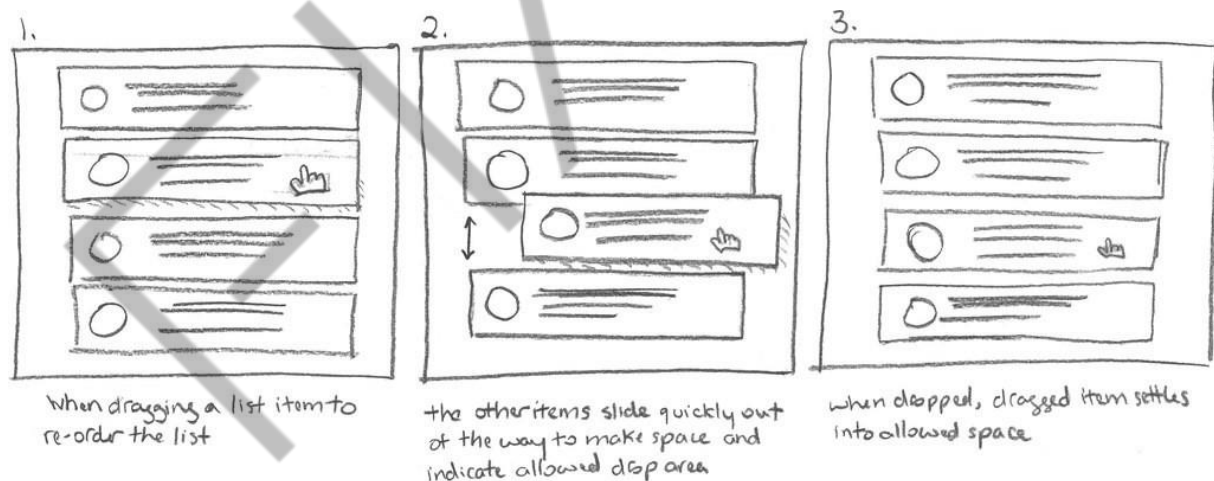 1.
when dragging a list item to
re-order the list
2.
the other items slide quickly out
of the way to make space and
indicate allowed drop area
3.
when dropped, dragged item settles
into allowed space